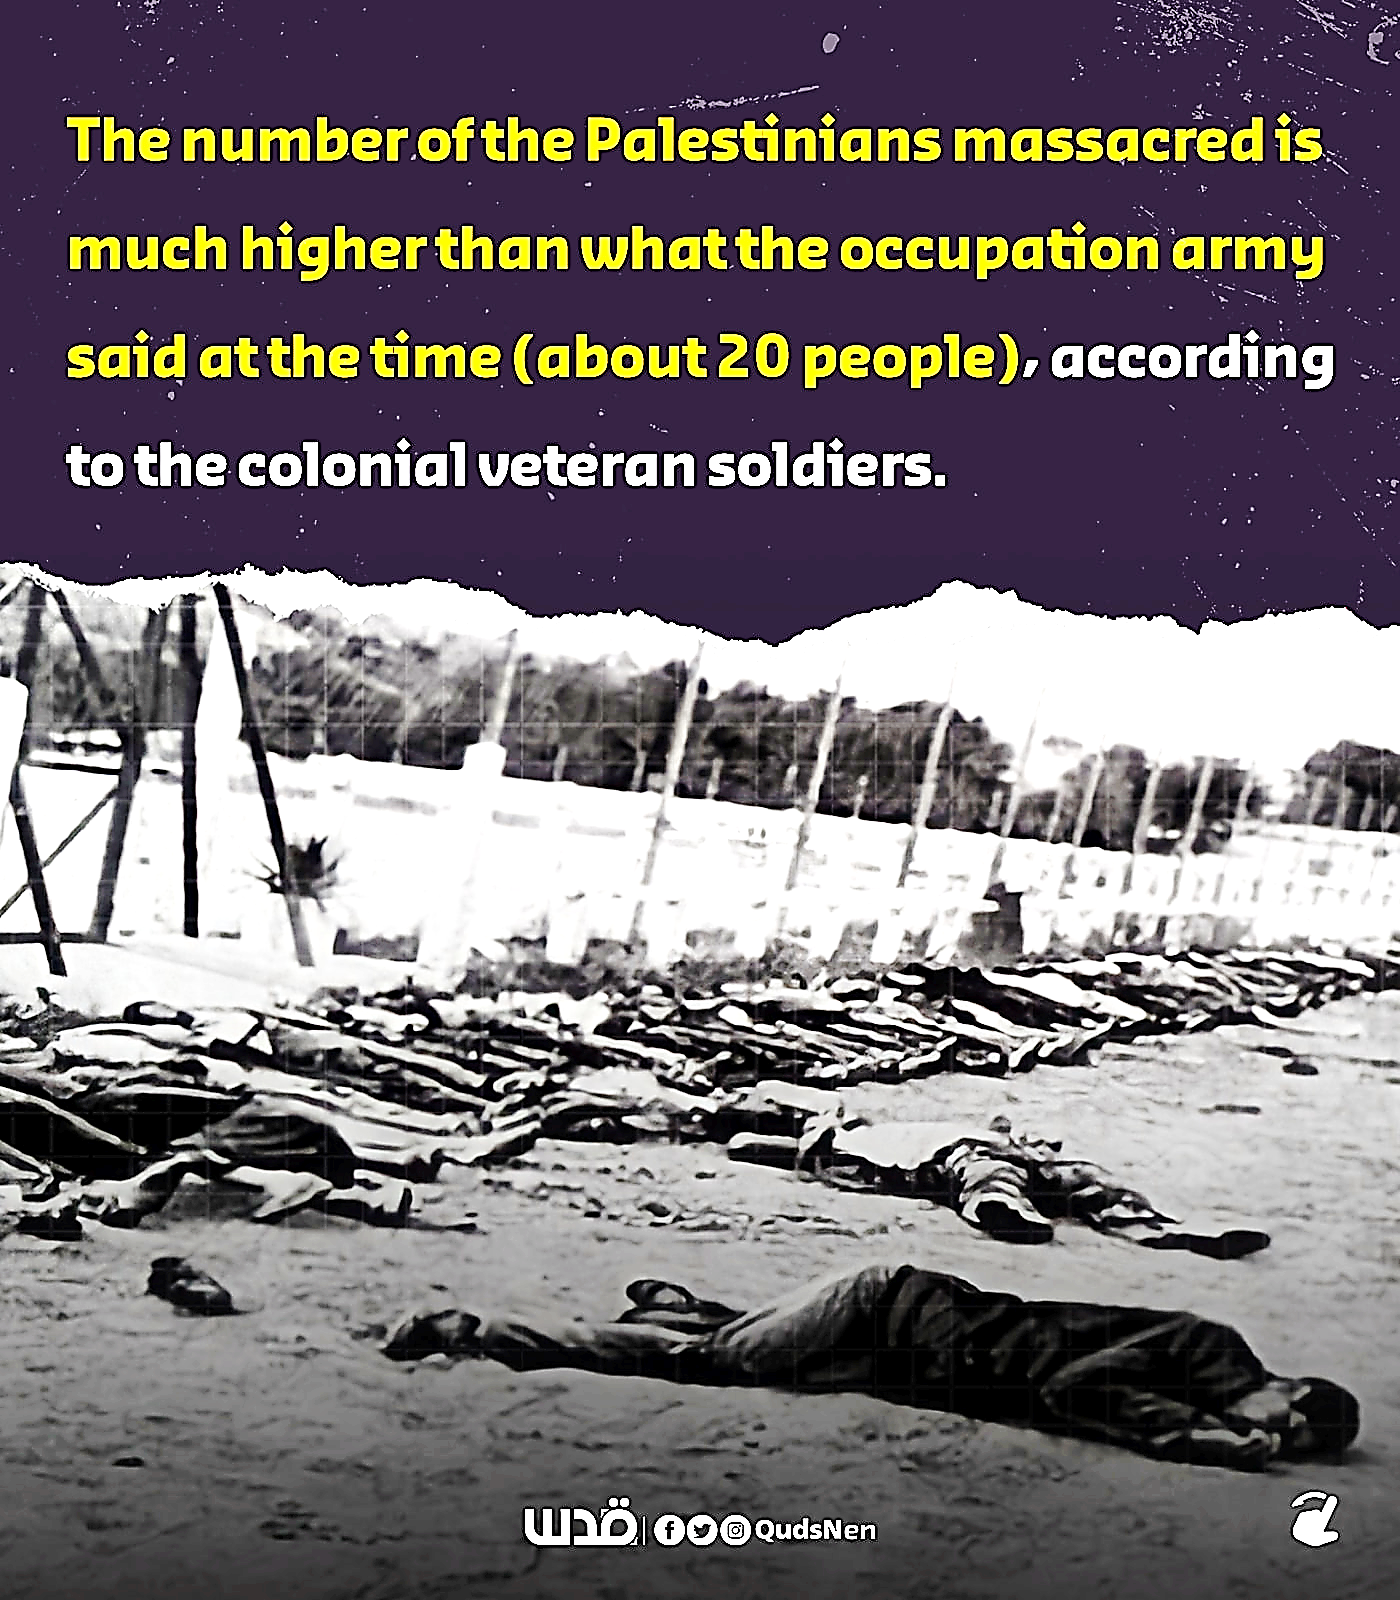 The number of the Palestinians massacred is
much higher than what the occupation army
said at the time (about 20 people), according
to the colonial veteran soldiers.
قدس | QudsNen